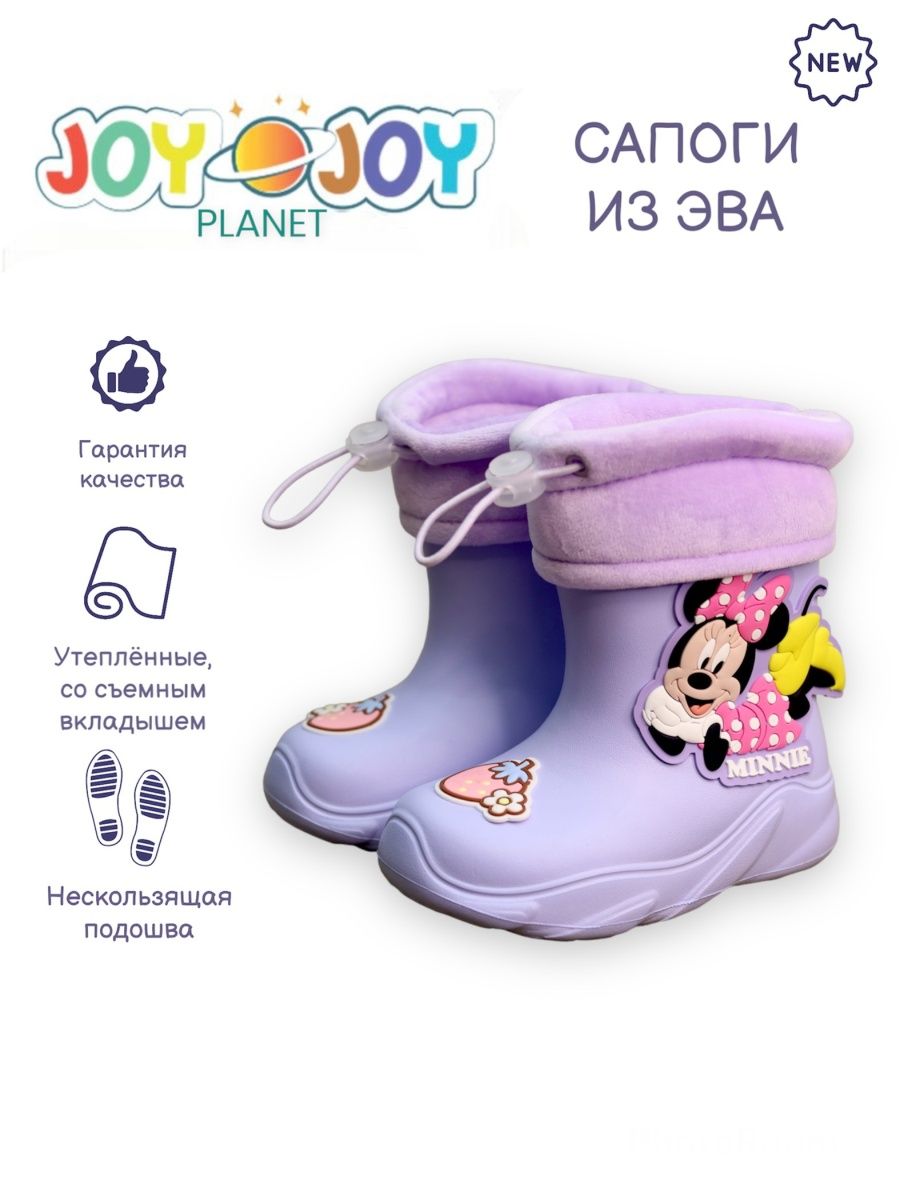 NEW
JOY JOY
PLANET
САПОГИ
ИЗ ЭВА
Гарантия
качества
Утеплённые,
со съемным
вкладышем
Нескользящая
подошва
MINNIE